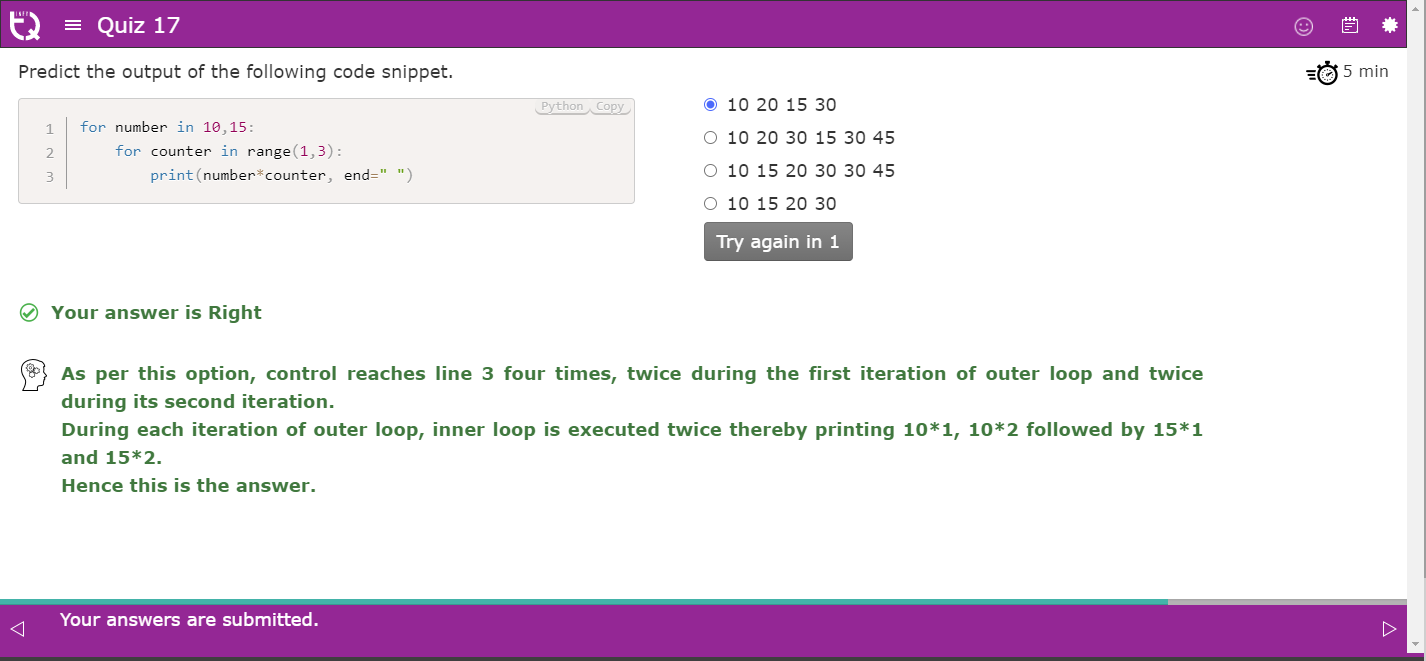 Quiz 17
Predict the output of the following code snippet.
5 min
Python Copy
1 for number in 10,15:
2     for counter in range(1,3):
3         print(number*counter, end=" ")
10 20 15 30
10 20 30 15 30 45
10 15 20 30 30 45
10 15 20 30
Try again in 1
Your answer is Right
As per this option, control reaches line 3 four times, twice during the first iteration of outer loop and twice
during its second iteration.
During each iteration of outer loop, inner loop is executed twice thereby printing 10*1, 10*2 followed by 15*1
and 15*2.
Hence this is the answer.
Your answers are submitted.